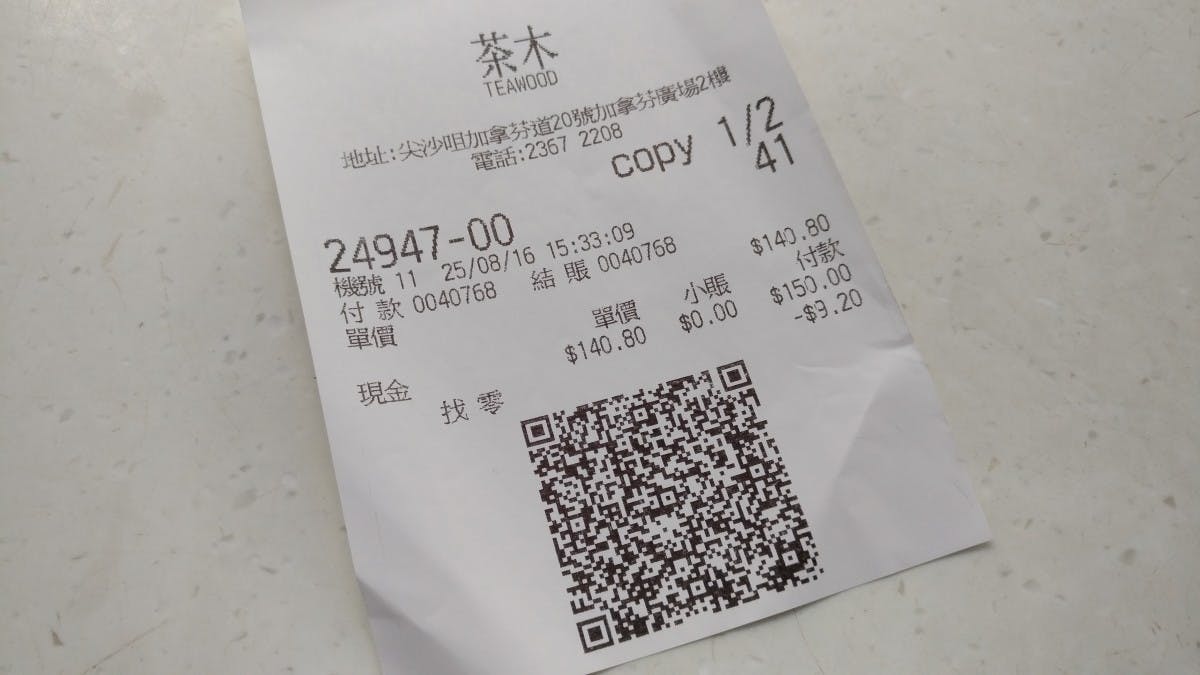 茶木
TEAWOOD
地址:尖沙咀加拿芬道20號加拿芬廣場2樓
電話:2367 2208
copy 1/2
41
24947-00
機號 11 25/08/16 15:33:09
付 款 0040768 結 賬 0040768
單價 $140.80
單價 小賬 付款
現金 $140.80 $0.00 $150.00
找 零 -$9.20